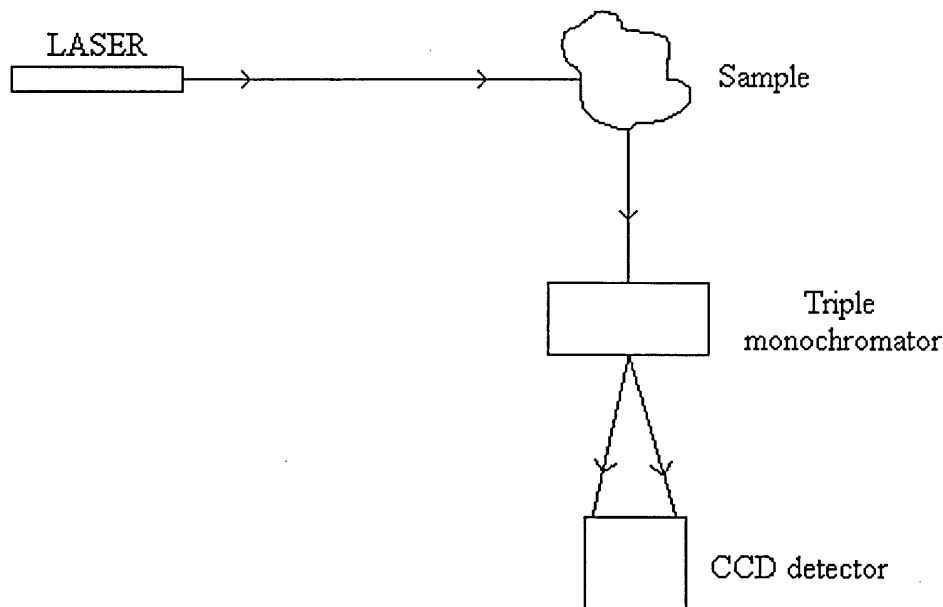 LASER
Sample
Triple
monochromator
CCD detector